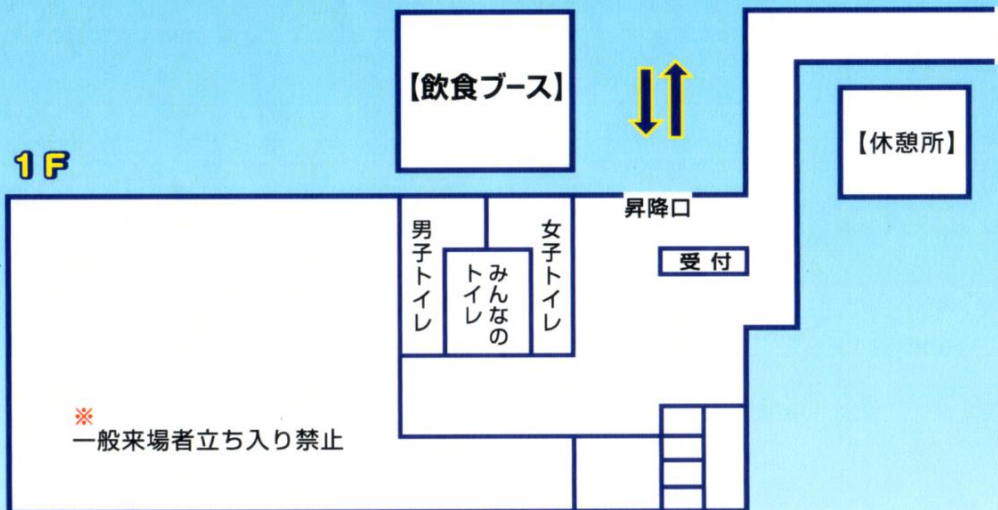 【飲食ブース】
【休憩所】
1F
昇降口
男子トイレ
みんなの
トイレ
女子トイレ
受付
※
一般来場者立ち入り禁止